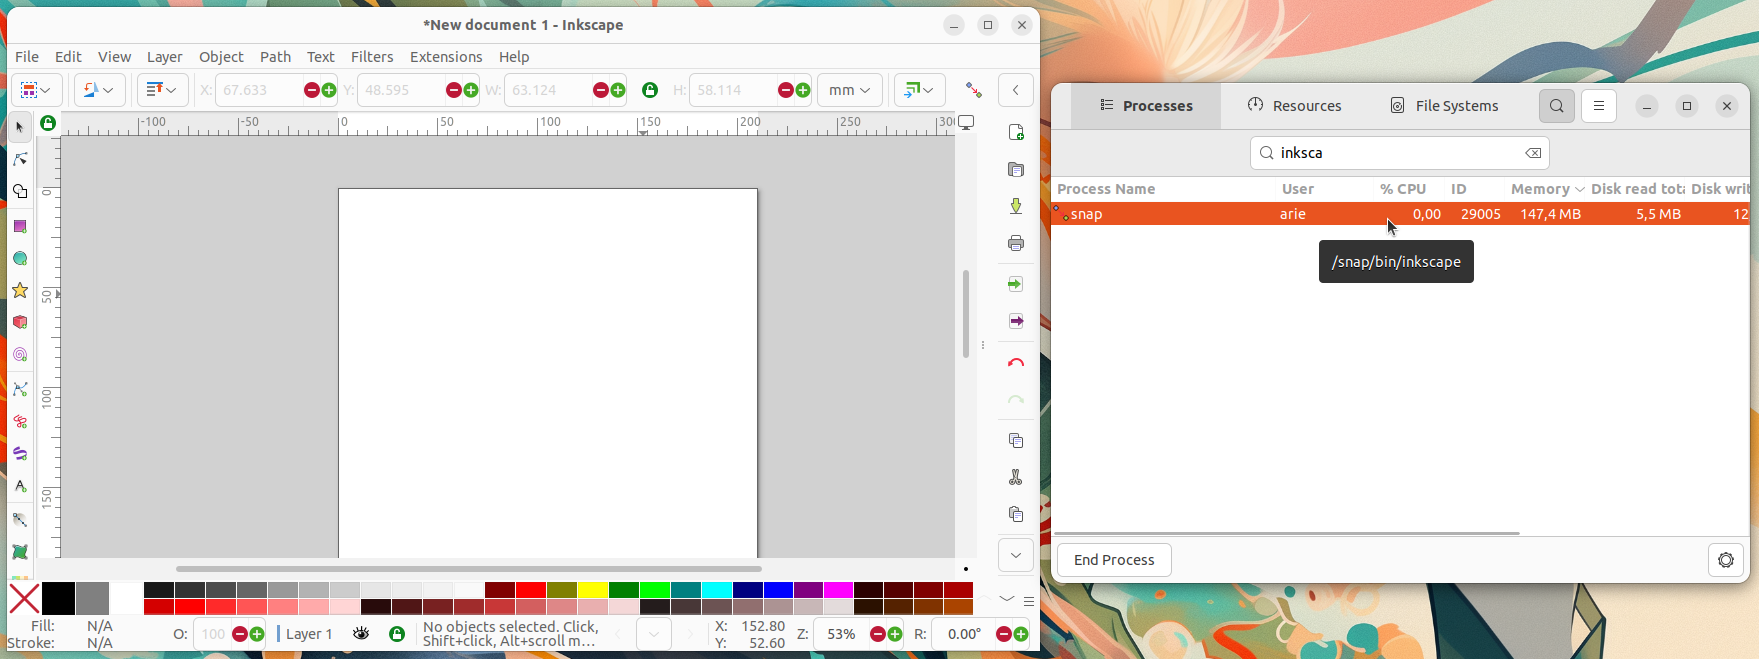 *New document 1 - Inkscape
File Edit View Layer Object Path Text Filters Extensions Help
X: 67.633 Y: 48.595 W: 63.124 H: 58.114 mm
-100 -50 0 50 100 150 200 250 300
0
50
100
150
Fill: N/A
Stroke: N/A
O: 100
Layer 1
No objects selected. Click,
Shift+click, Alt+scroll m...
X: 152.80
Y: 52.60
Z: 53%
R: 0.00°
Processes Resources File Systems
inksca
Process Name User % CPU ID Memory Disk read tota Disk writ
snap arie 0,00 29005 147,4 MB 5,5 MB 12
/snap/bin/inkscape
End Process